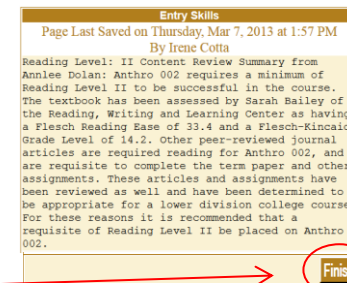 Entry Skills
Page Last Saved on Thursday, Mar 7, 2013 at 1:57 PM
By Irene Cotta
Reading Level: II Content Review Summary from
Annlee Dolan: Anthro 002 requires a minimum of
Reading Level II to be successful in the course.
The textbook has been assessed by Sarah Bailey of
the Reading, Writing and Learning Center as having
a Flesch Reading Ease of 33.4 and a Flesch-Kincaid
Grade Level of 14.2. Other peer-reviewed journal
articles are required reading for Anthro 002, and
are requisite to complete the term paper and other
assignments. These articles and assignments have
been reviewed as well and have been determined to
be appropriate for a lower division college course
For these reasons it is recommended that a
requisite of Reading Level II be placed on Anthro
002.
Finis